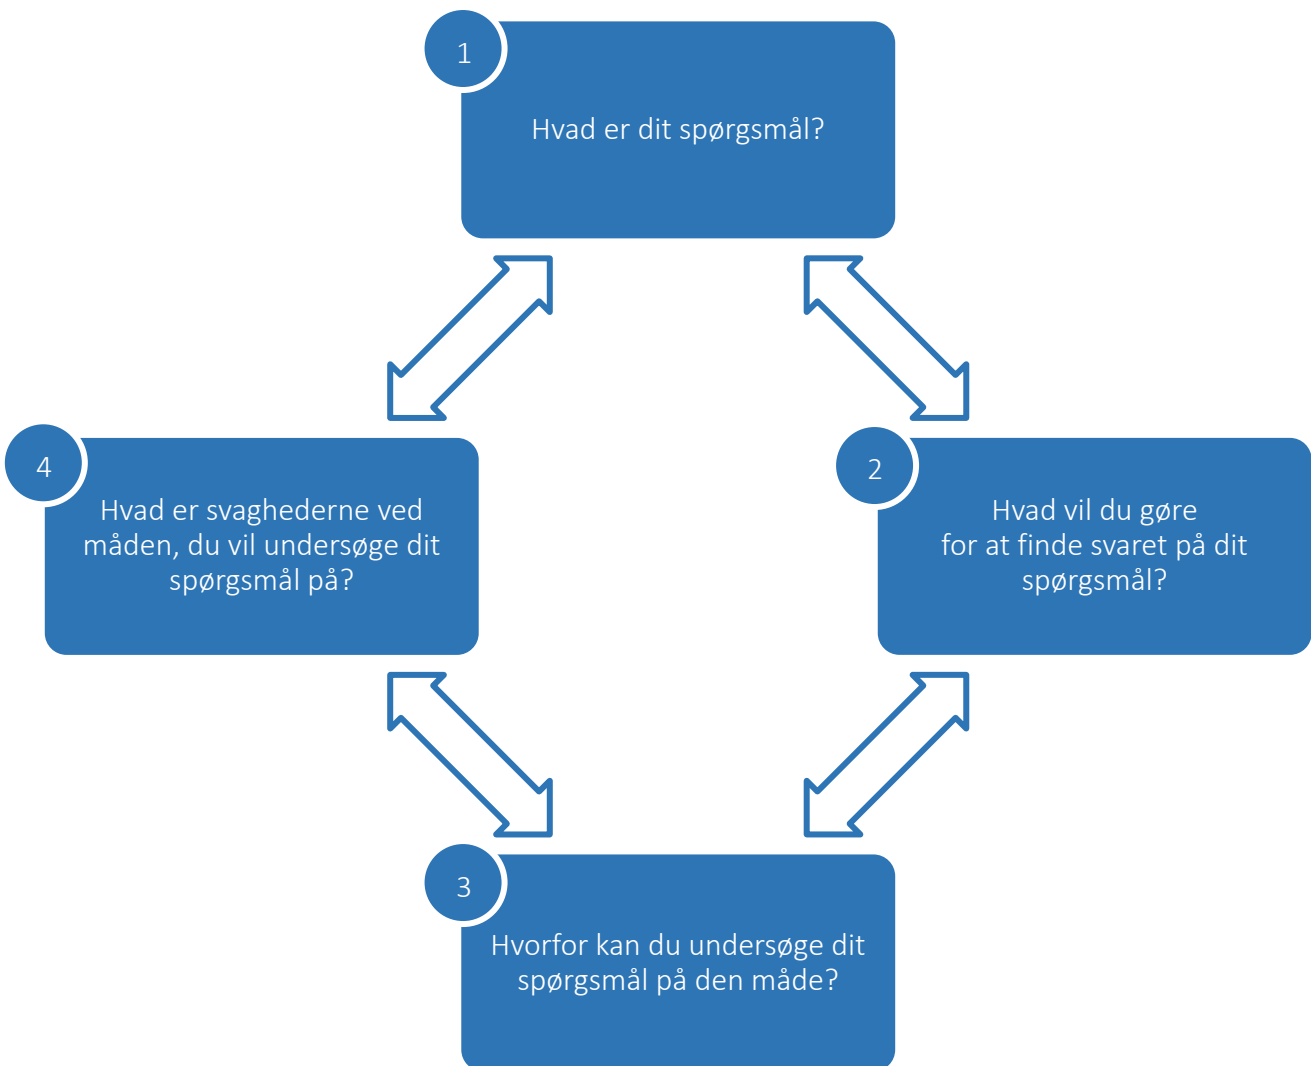 1
Hvad er dit spørgsmål?
2
Hvad vil du gøre
for at finde svaret på dit
spørgsmål?
3
Hvorfor kan du undersøge dit
spørgsmål på den måde?
4
Hvad er svaghederne ved
måden, du vil undersøge dit
spørgsmål på?